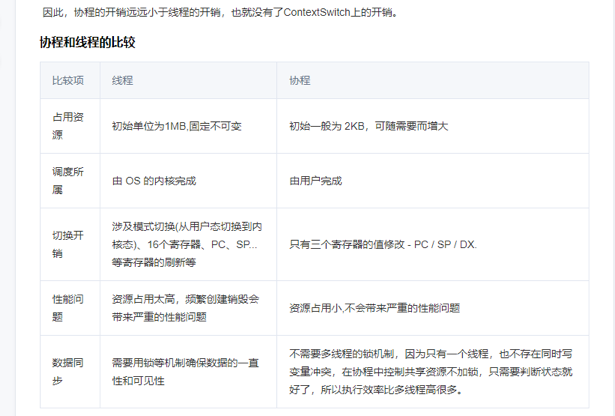 因此，协程的开销远远小于线程的开销，也就没有了ContextSwitch上的开销。
协程和线程的比较
比较项 线程 协程
占用资
源
初始单位为1MB,固定不可变
初始一般为 2KB，可随需要而增大
调度所
属
由 OS 的内核完成
由用户完成
切换开
销
涉及模式切换(从用户态切换到内
核态)、16个寄存器、PC、SP...
等寄存器的刷新等
只有三个寄存器的值修改 - PC / SP / DX.
性能问
题
资源占用太高，频繁创建销毁会
带来严重的性能问题
资源占用小,不会带来严重的性能问题
数据同
步
需要用锁等机制确保数据的一直
性和可见性
不需要多线程的锁机制，因为只有一个线程，也不存在同时写
变量冲突，在协程中控制共享资源不加锁，只需要判断状态就
好了，所以执行效率比多线程高很多。